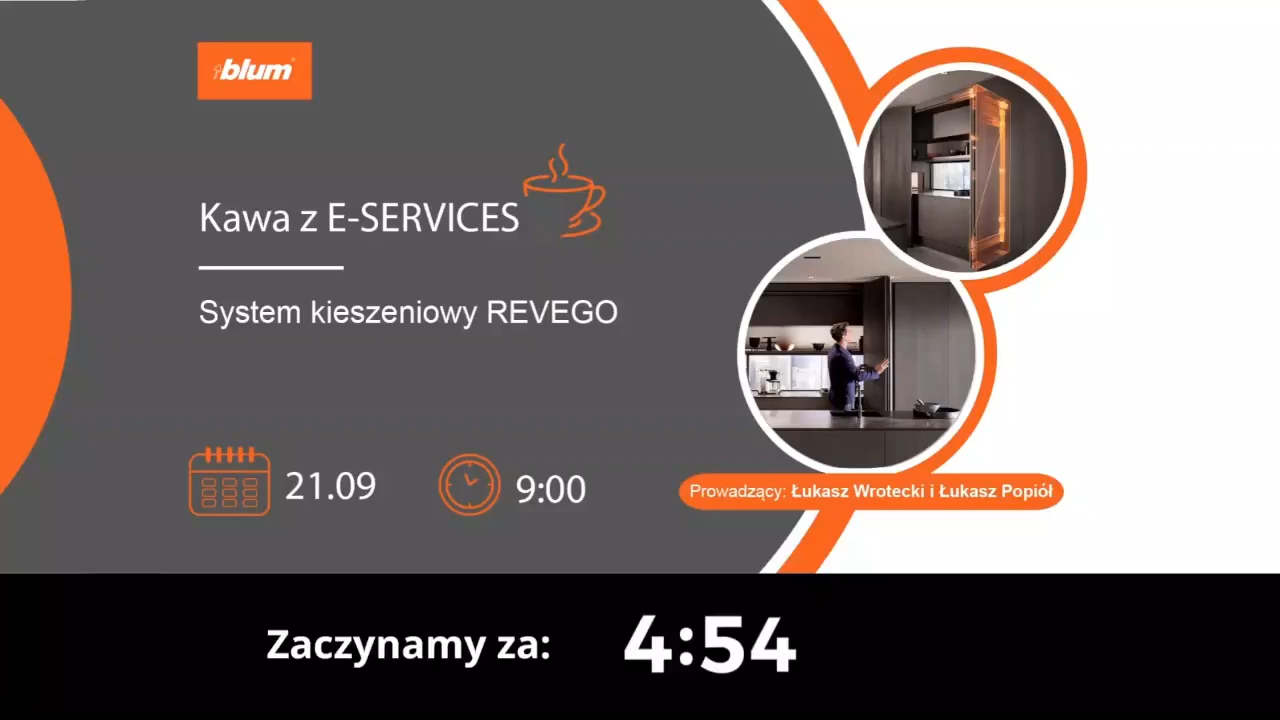 blum
Kawa z E-SERVICES
System kieszeniowy REVEGO
21.09
9:00
Prowadzący: Łukasz Wrotecki i Łukasz Popiół
Zaczynamy za:
4:54